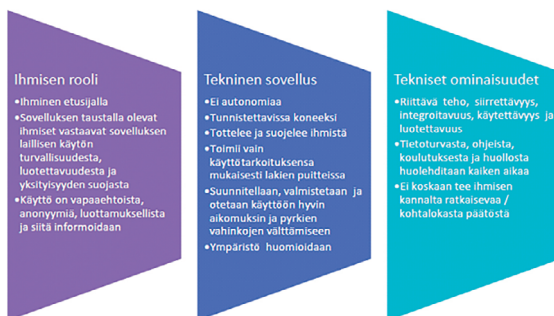 Ihmisen rooli
•Ihminen etusijalla
•Sovelluksen taustalla olevat
ihmiset vastaavat sovelluksen
laillisen käytön
turvallisuudesta,
luotettavuudesta ja
yksityisyyden suojasta
•Käyttö on vapaaehtoista,
anonyymiä, luottamuksellista
ja siitä informoidaan
Tekninen sovellus
•Ei autonomiaa
•Tunnistettavissa koneeksi
•Tottelee ja suojelee ihmistä
•Toimii vain
käyttötarkoituksensa
mukaisesti lakien puitteissa
•Suunnitellaan, valmistetaan ja
otetaan käyttöön hyvin
aikomuksin ja pyrkien
vahinkojen välttämiseen
•Ympäristö huomioidaan
Tekniset ominaisuudet
•Riittävä teho, siirrettävyys,
integroitavuus, käytettävyys ja
luotettavuus
•Tietoturvasta, ohjeista,
koulutuksesta ja huollosta
huolehditaan kaiken aikaa
•Ei koskaan tee ihmisen
kannalta ratkaisevaa /
kohtalokasta päätöstä